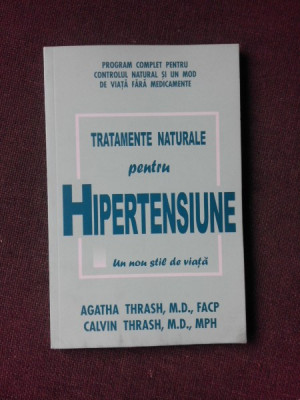 PROGRAM COMPLET PENTRU
CONTROLUL NATURAL ȘI UN MOD
DE VIAȚĂ FĂRĂ MEDICAMENTE
TRATAMENTE NATURALE
pentru
HIPERTENSIUNE
Un nou stil de viață
AGATHA THRASH, M.D., FACP
CALVIN THRASH, M.D., MPH